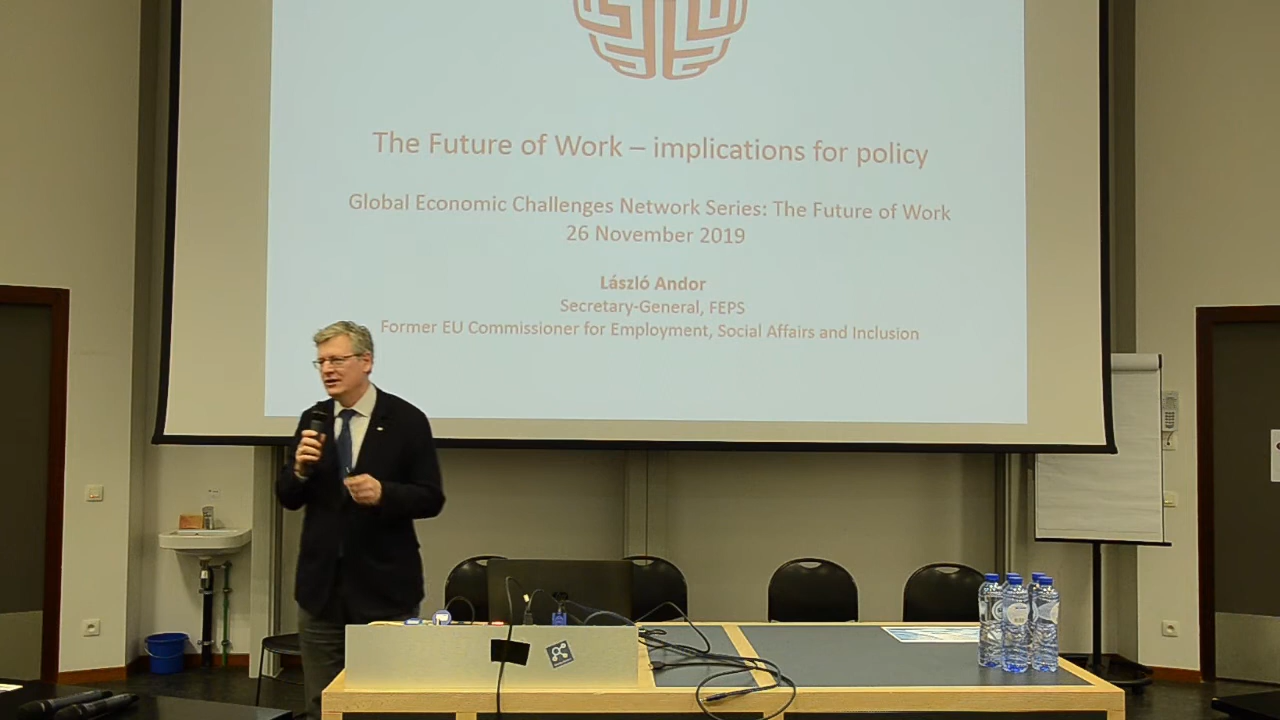 The Future of Work – implications for policy
Global Economic Challenges Network Series: The Future of Work
26 November 2019
László Andor
Secretary-General, FEPS
Former EU Commissioner for Employment, Social Affairs and Inclusion